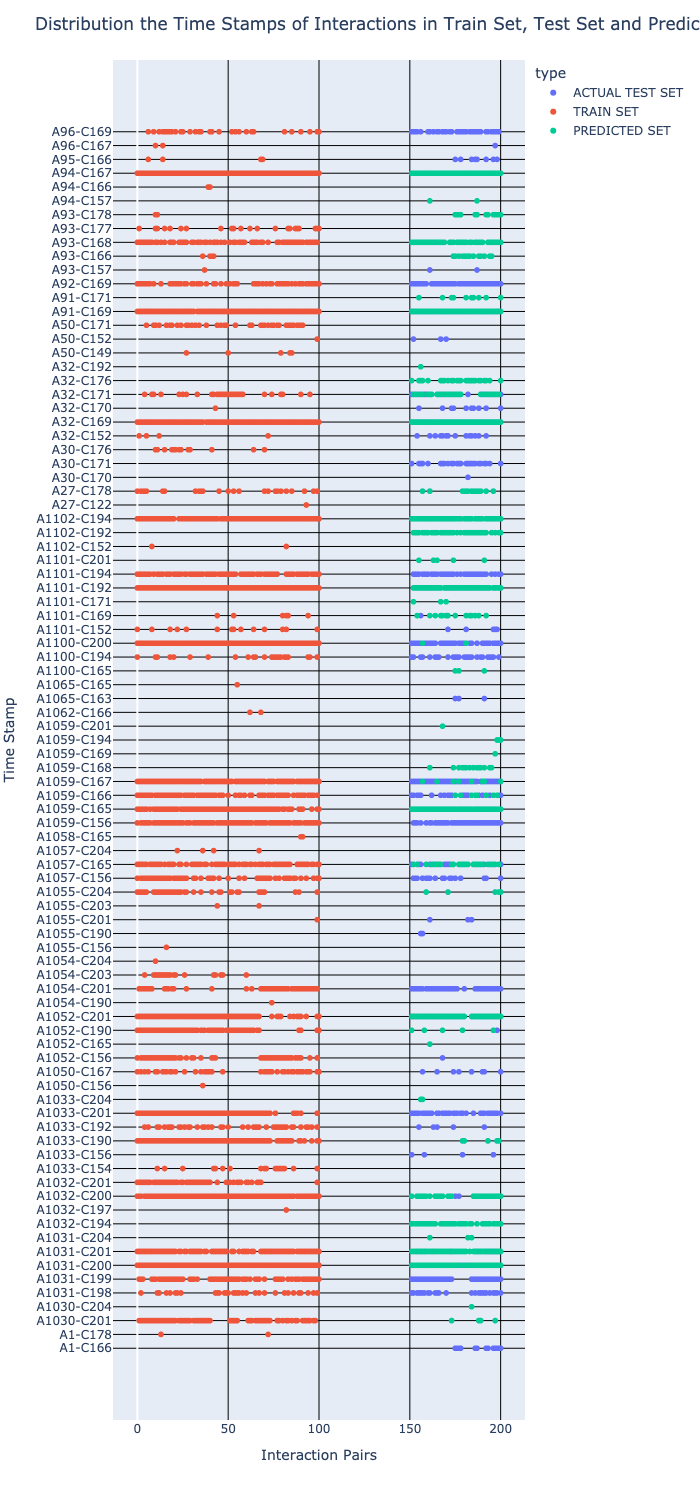 Distribution the Time Stamps of Interactions in Train Set, Test Set and Predic
type
ACTUAL TEST SET
TRAIN SET
PREDICTED SET
A96-C169
A96-C167
A95-C166
A94-C167
A94-C166
A94-C157
A93-C178
A93-C177
A93-C168
A93-C166
A93-C157
A92-C169
A91-C171
A91-C169
A50-C171
A50-C152
A50-C149
A32-C192
A32-C176
A32-C171
A32-C170
A32-C169
A32-C152
A30-C176
A30-C171
A30-C170
A27-C178
A27-C122
A1102-C194
A1102-C192
A1102-C152
A1101-C201
A1101-C194
A1101-C192
A1101-C171
A1101-C169
A1101-C152
A1100-C200
A1100-C194
A1100-C165
A1065-C165
A1065-C163
A1062-C166
A1059-C201
A1059-C194
A1059-C169
A1059-C168
A1059-C167
A1059-C166
A1059-C165
A1059-C156
A1058-C165
A1057-C204
A1057-C165
A1057-C156
A1055-C204
A1055-C203
A1055-C201
A1055-C190
A1055-C156
A1054-C204
A1054-C203
A1054-C201
A1054-C190
A1052-C201
A1052-C190
A1052-C165
A1052-C156
A1050-C167
A1050-C156
A1033-C204
A1033-C201
A1033-C192
A1033-C190
A1033-C156
A1033-C154
A1032-C201
A1032-C200
A1032-C197
A1032-C194
A1031-C204
A1031-C201
A1031-C200
A1031-C199
A1031-C198
A1030-C204
A1030-C201
A1-C178
A1-C166
Time Stamp
0 50 100 150 200
Interaction Pairs